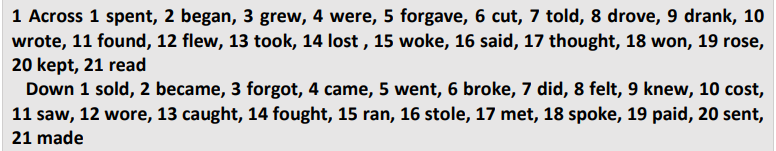 1 Across 1 spent, 2 began, 3 grew, 4 were, 5 forgave, 6 cut, 7 told, 8 drove, 9 drank, 10
wrote, 11 found, 12 flew, 13 took, 14 lost , 15 woke, 16 said, 17 thought, 18 won, 19 rose,
20 kept, 21 read
Down 1 sold, 2 became, 3 forgot, 4 came, 5 went, 6 broke, 7 did, 8 felt, 9 knew, 10 cost,
11 saw, 12 wore, 13 caught, 14 fought, 15 ran, 16 stole, 17 met, 18 spoke, 19 paid, 20 sent,
21 made